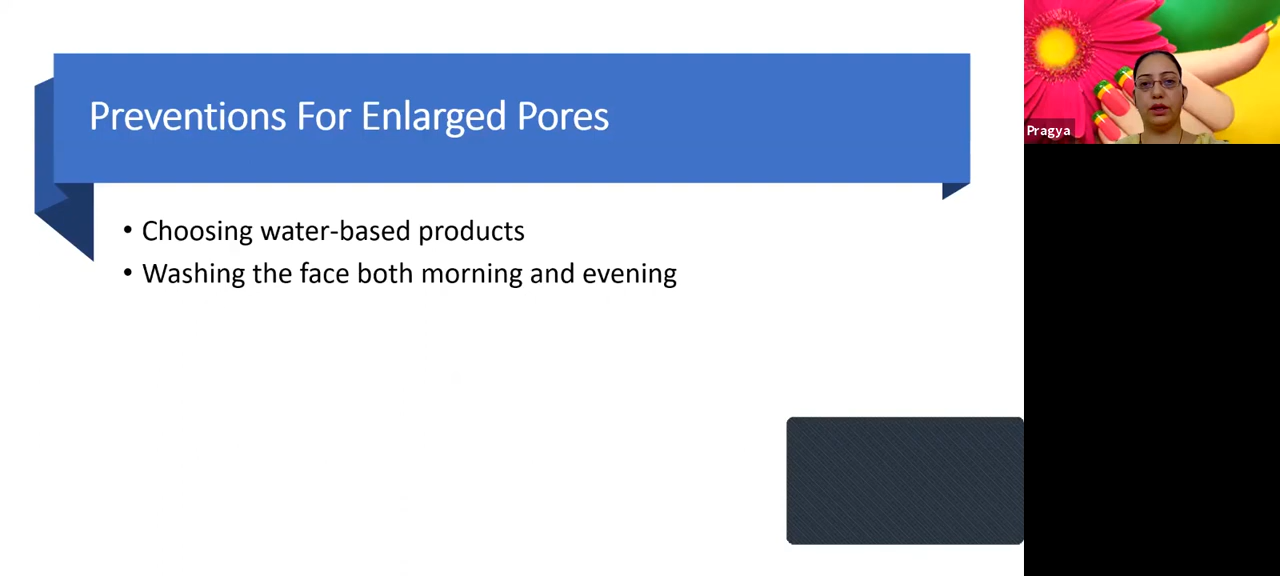 Preventions For Enlarged Pores
• Choosing water-based products
• Washing the face both morning and evening
Pragya